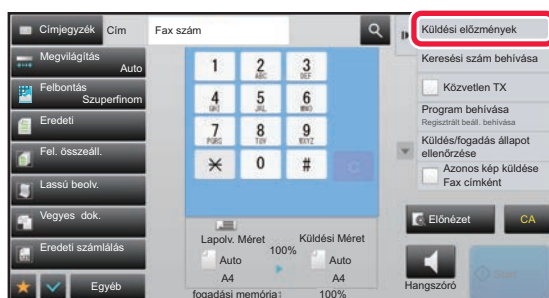 Címjegyzék Cím Fax szám
Megvilágítás
Auto
Felbontás
Szuperfinom
Eredeti
Fel. összeáll.
Lassú beolv.
Vegyes dok.
Eredeti számlálás
Egyéb
1 2 3
ABC DEF
4 5 6
GHI JKL MNO
7 8 9
PQRS TUV WXYZ
0 #
C
Lapolv. Méret Küldési Méret
100%
Auto Auto
A4 A4
fogadási memória: 100%
Küldési előzmények
Keresési szám behívása
Közvetlen TX
Program behívása
Regisztrált beáll. behívása
Küldés/fogadás állapot
ellenőrzése
Azonos kép küldése
Fax címként
Előnézet CA
Hangszóró Start